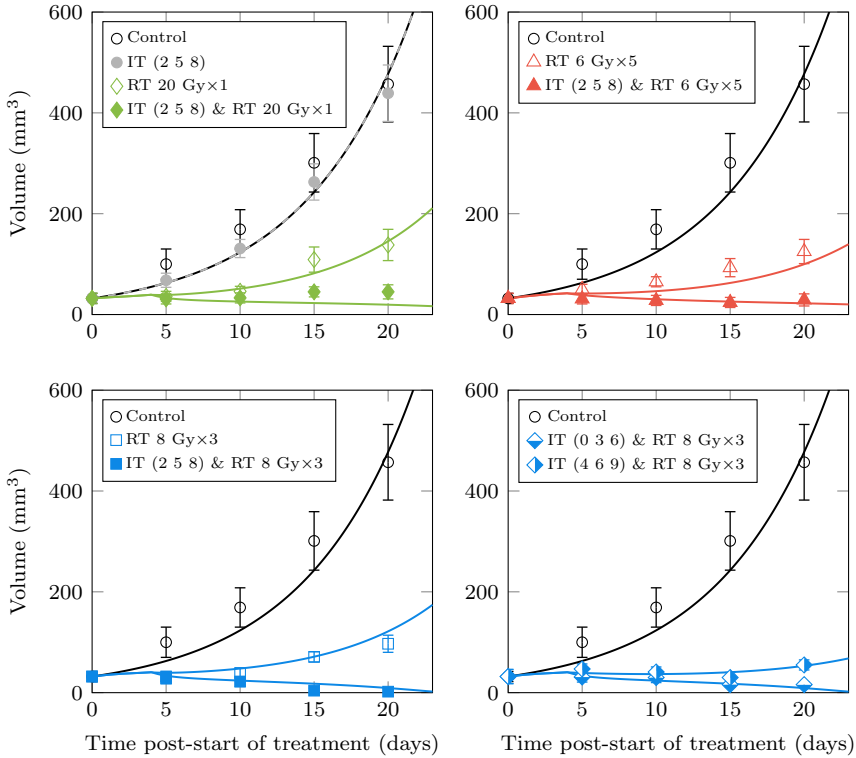 600
400
200
0
Volume (mm³)
Control
IT (2 5 8)
RT 20 Gy×1
IT (2 5 8) & RT 20 Gy×1
0 5 10 15 20
600
400
200
0
Control
RT 6 Gy×5
IT (2 5 8) & RT 6 Gy×5
0 5 10 15 20
600
400
200
0
Volume (mm³)
Control
RT 8 Gy×3
IT (2 5 8) & RT 8 Gy×3
0 5 10 15 20
Time post-start of treatment (days)
600
400
200
0
Control
IT (0 3 6) & RT 8 Gy×3
IT (4 6 9) & RT 8 Gy×3
0 5 10 15 20
Time post-start of treatment (days)